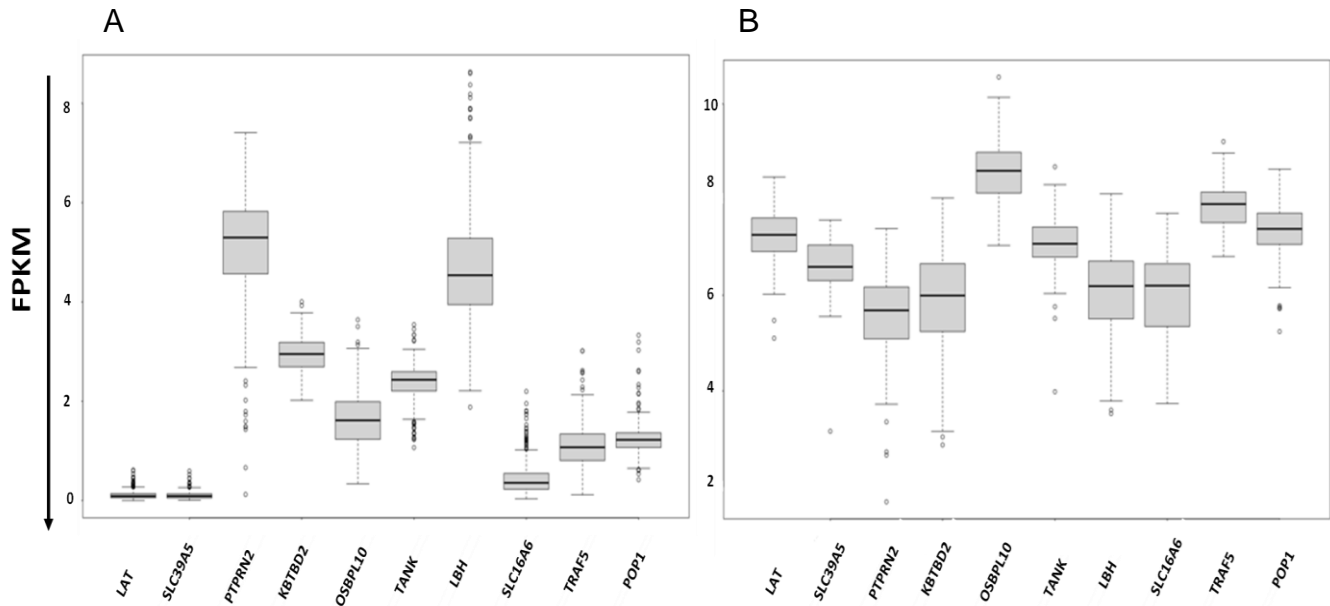 A
B
FPKM
8
6
4
2
0
LAT
SLC39A5
PTPRN2
KBTBD2
OSBPL10
TANK
LBH
SLC16A6
TRAF5
POP1
10
8
6
4
2
LAT
SLC39A5
PTPRN2
KBTBD2
OSBPL10
TANK
LBH
SLC16A6
TRAF5
POP1